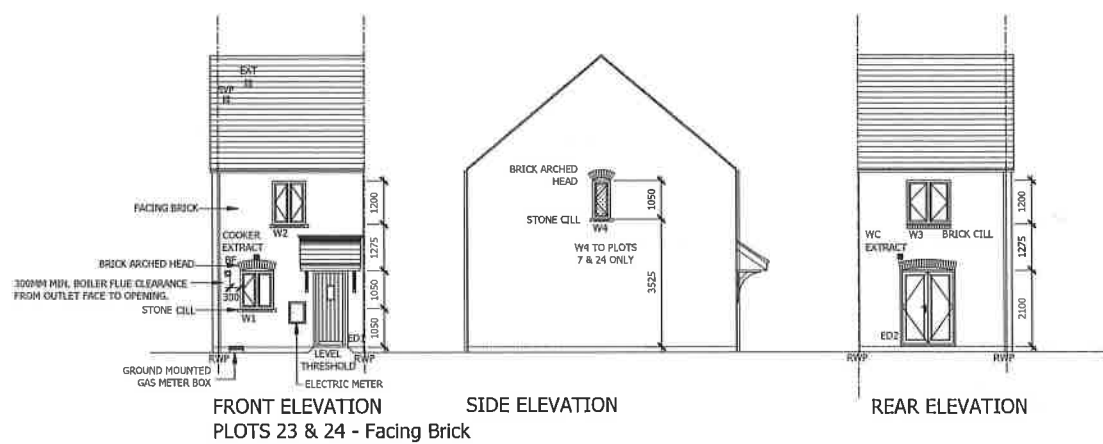 EXT
SVP
FACING BRICK
W2
COOKER
EXTRACT
BF
BRICK ARCHED HEAD
300MM MIN. BOILER FLUE CLEARANCE
FROM OUTLET FACE TO OPENING.
300
STONE CILL
W1
ED1
RWP
LEVEL
THRESHOLD
RWP
GROUND MOUNTED
GAS METER BOX
ELECTRIC METER
1200
1275
1050
1050
FRONT ELEVATION
PLOTS 23 & 24 - Facing Brick
BRICK ARCHED
HEAD
STONE CILL
W4
W4 TO PLOTS
7 & 24 ONLY
1050
3525
SIDE ELEVATION
W3
BRICK CILL
WC
EXTRACT
ED2
RWP
RWP
1200
1275
2100
REAR ELEVATION